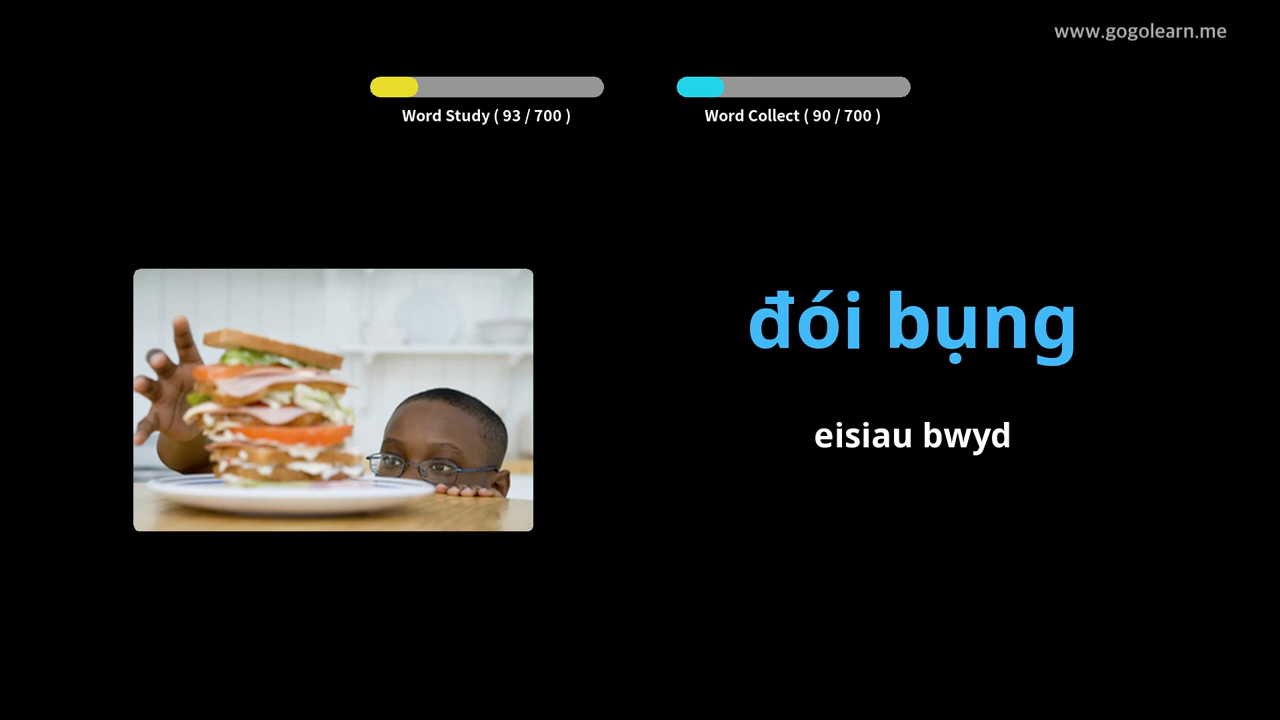 www.gogolearn.me
Word Study ( 93 / 700 )
Word Collect ( 90 / 700 )
đói bụng
eisiau bwyd